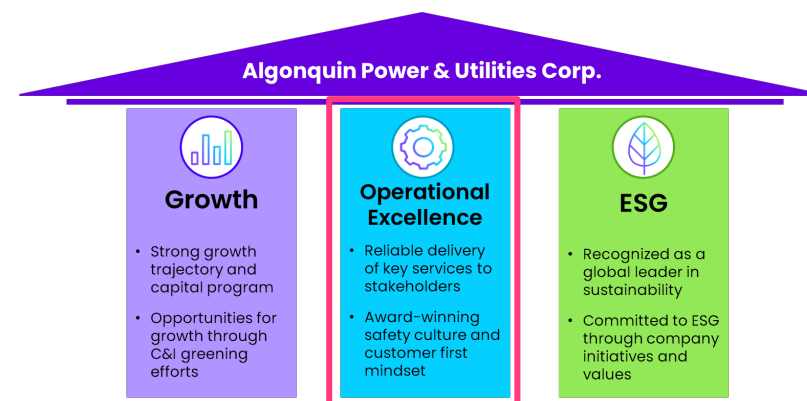 Algonquin Power & Utilities Corp.
Growth
• Strong growth
trajectory and
capital program
• Opportunities for
growth through
C&I greening
efforts
Operational
Excellence
• Reliable delivery
of key services to
stakeholders
• Award-winning
safety culture and
customer first
mindset
ESG
• Recognized as a
global leader in
sustainability
• Committed to ESG
through company
initiatives and
values